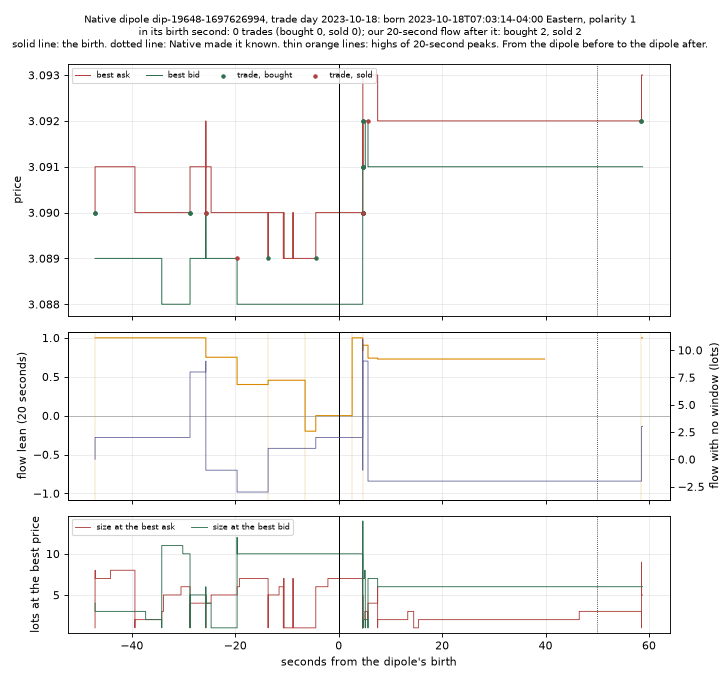 Native dipole dip-19648-1697626994, trade day 2023-10-18: born 2023-10-18T07:03:14-04:00 Eastern, polarity 1
in its birth second: 0 trades (bought 0, sold 0); our 20-second flow after it: bought 2, sold 2
solid line: the birth. dotted line: Native made it known. thin orange lines: highs of 20-second peaks. From the dipole before to the dipole after.
best ask
best bid
trade, bought
trade, sold
3.093
3.092
3.091
3.090
3.089
3.088
price
1.0
0.5
0.0
−0.5
−1.0
flow lean (20 seconds)
10.0
7.5
5.0
2.5
0.0
−2.5
flow with no window (lots)
size at the best ask
size at the best bid
10
5
lots at the best price
−40
−20
0
20
40
60
seconds from the dipole's birth